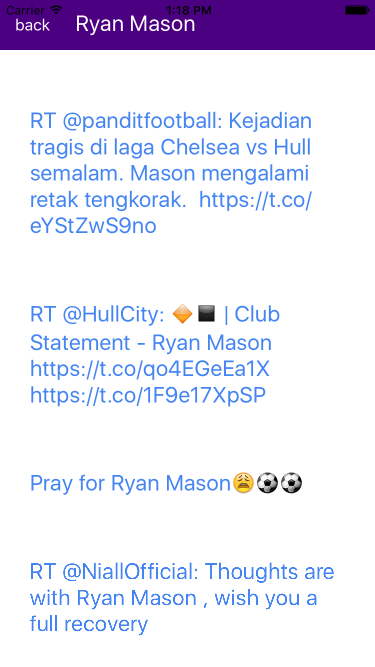 Carrier 1:18 PM
back Ryan Mason
RT @panditfootball: Kejadian
tragis di laga Chelsea vs Hull
semalam. Mason mengalami
retak tengkorak. https://t.co/
eYStZwS9no
RT @HullCity: 🔶◼️ | Club
Statement - Ryan Mason
https://t.co/qo4EGeEa1X
https://t.co/1F9e17XpSP
Pray for Ryan Mason😩⚽⚽
RT @NiallOfficial: Thoughts are
with Ryan Mason , wish you a
full recovery